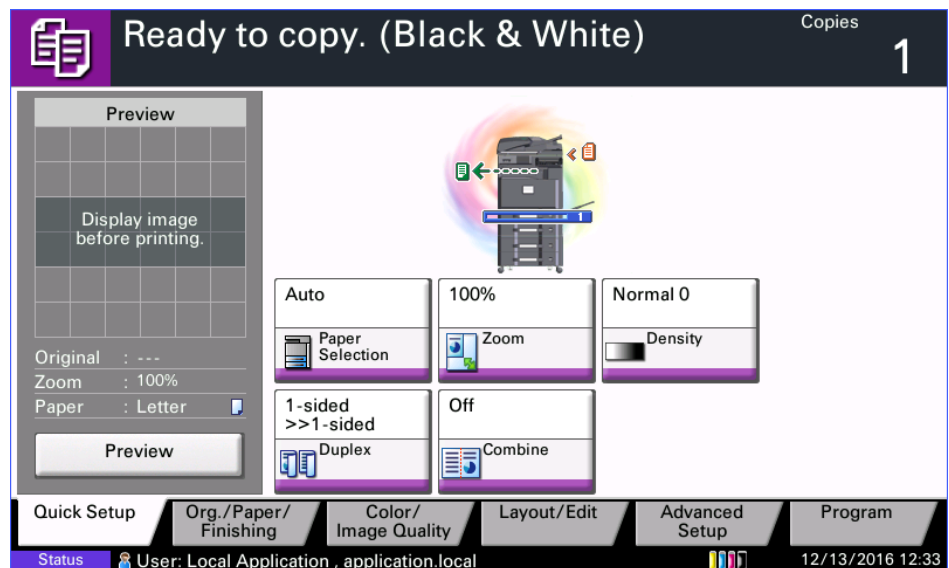 Ready to copy. (Black & White)
Copies
1
Preview
Display image
before printing.
Original : ---
Zoom : 100%
Paper : Letter
Preview
1
Auto
Paper
Selection
100%
Zoom
Normal 0
Density
1-sided
>>1-sided
Duplex
Off
Combine
Quick Setup
Org./Paper/
Finishing
Color/
Image Quality
Layout/Edit
Advanced
Setup
Program
Status
User: Local Application , application.local
12/13/2016 12:33